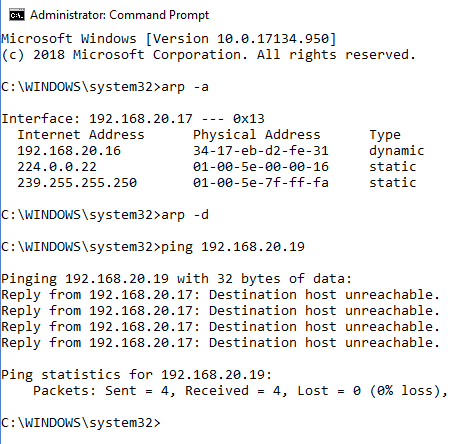 Administrator: Command Prompt
Microsoft Windows [Version 10.0.17134.950]
(c) 2018 Microsoft Corporation. All rights reserved.
C:\WINDOWS\system32>arp -a
Interface: 192.168.20.17 --- 0x13
Internet Address Physical Address Type
192.168.20.16 34-17-eb-d2-fe-31 dynamic
224.0.0.22 01-00-5e-00-00-16 static
239.255.255.250 01-00-5e-7f-ff-fa static
C:\WINDOWS\system32>arp -d
C:\WINDOWS\system32>ping 192.168.20.19
Pinging 192.168.20.19 with 32 bytes of data:
Reply from 192.168.20.17: Destination host unreachable.
Reply from 192.168.20.17: Destination host unreachable.
Reply from 192.168.20.17: Destination host unreachable.
Reply from 192.168.20.17: Destination host unreachable.
Ping statistics for 192.168.20.19:
Packets: Sent = 4, Received = 4, Lost = 0 (0% loss),
C:\WINDOWS\system32>